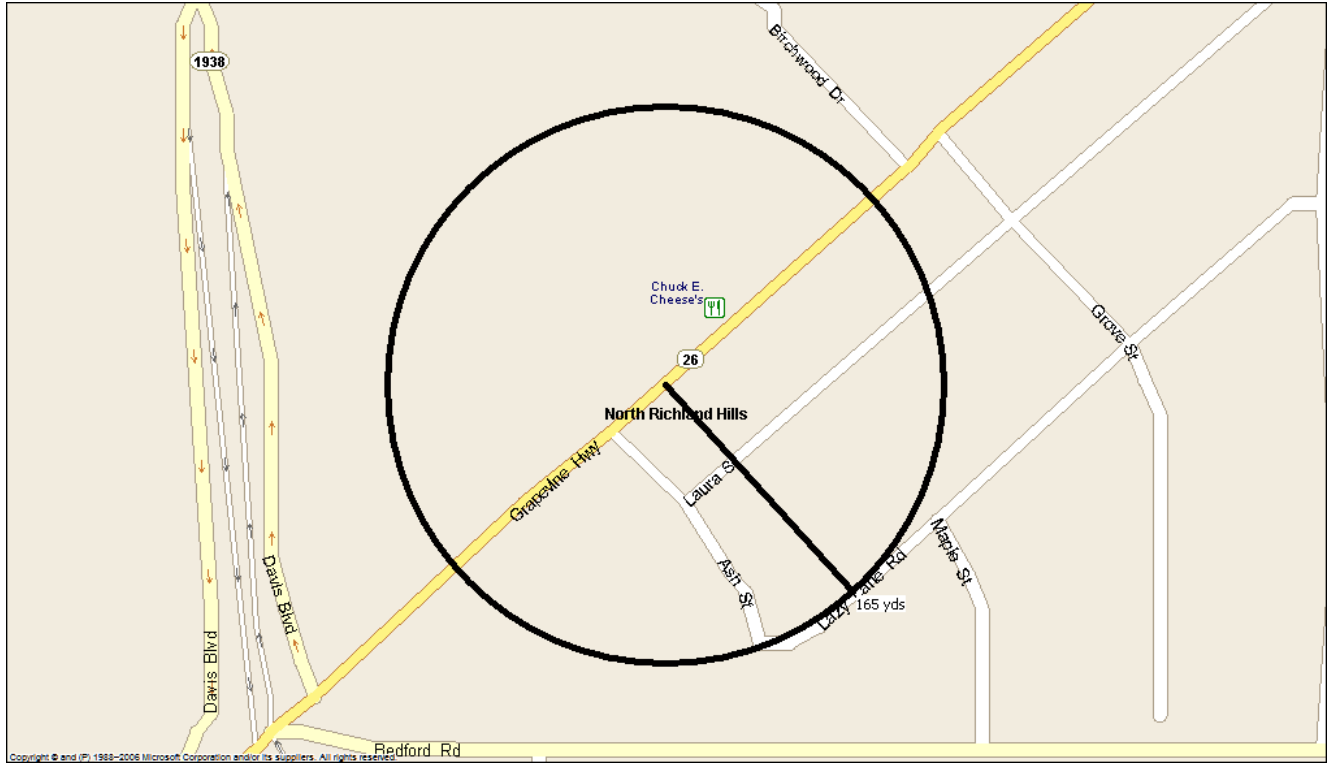 1938
Birchwood Dr
Chuck E.
Cheese's
26
North Richland Hills
Grove St
Grapevine Hwy
Laura S
Ash St
Maple St
Lazy Lane Rd
165 yds
Davis Blvd
Davis Blvd
Bedford Rd
Copyright © and (P) 1988–2006 Microsoft Corporation and/or its suppliers. All rights reserved.